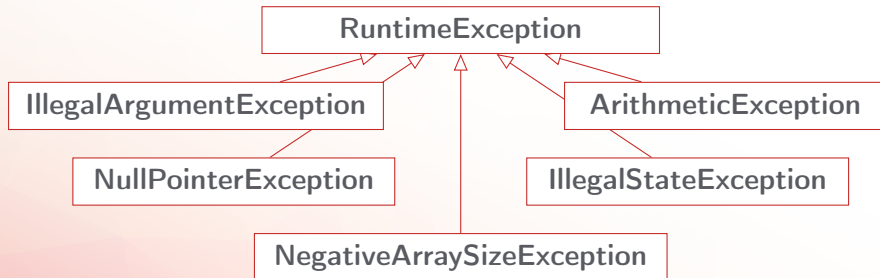 RuntimeException
IllegalArgumentException
ArithmeticException
NullPointerException
IllegalStateException
NegativeArraySizeException